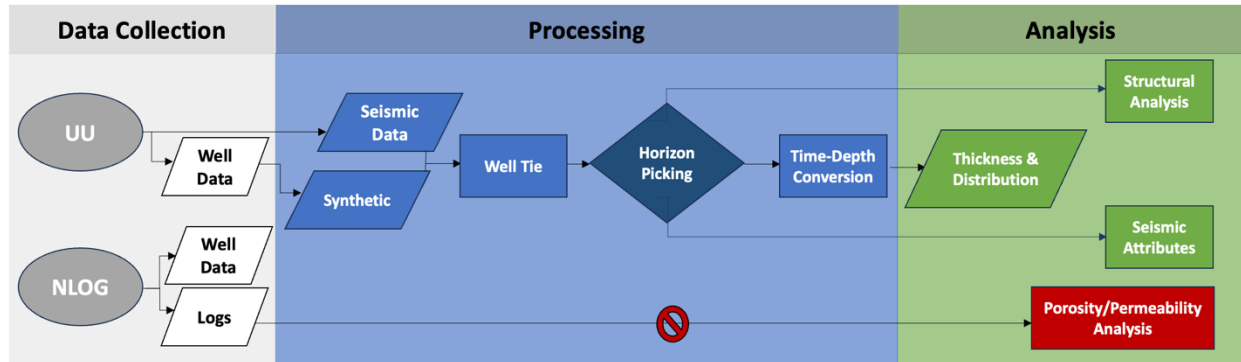 Data Collection
Processing
Analysis
UU
Well
Data
Seismic
Data
Synthetic
Well Tie
Horizon
Picking
Time-Depth
Conversion
Structural
Analysis
Thickness &
Distribution
Seismic
Attributes
NLOG
Well
Data
Logs
Porosity/Permeability
Analysis